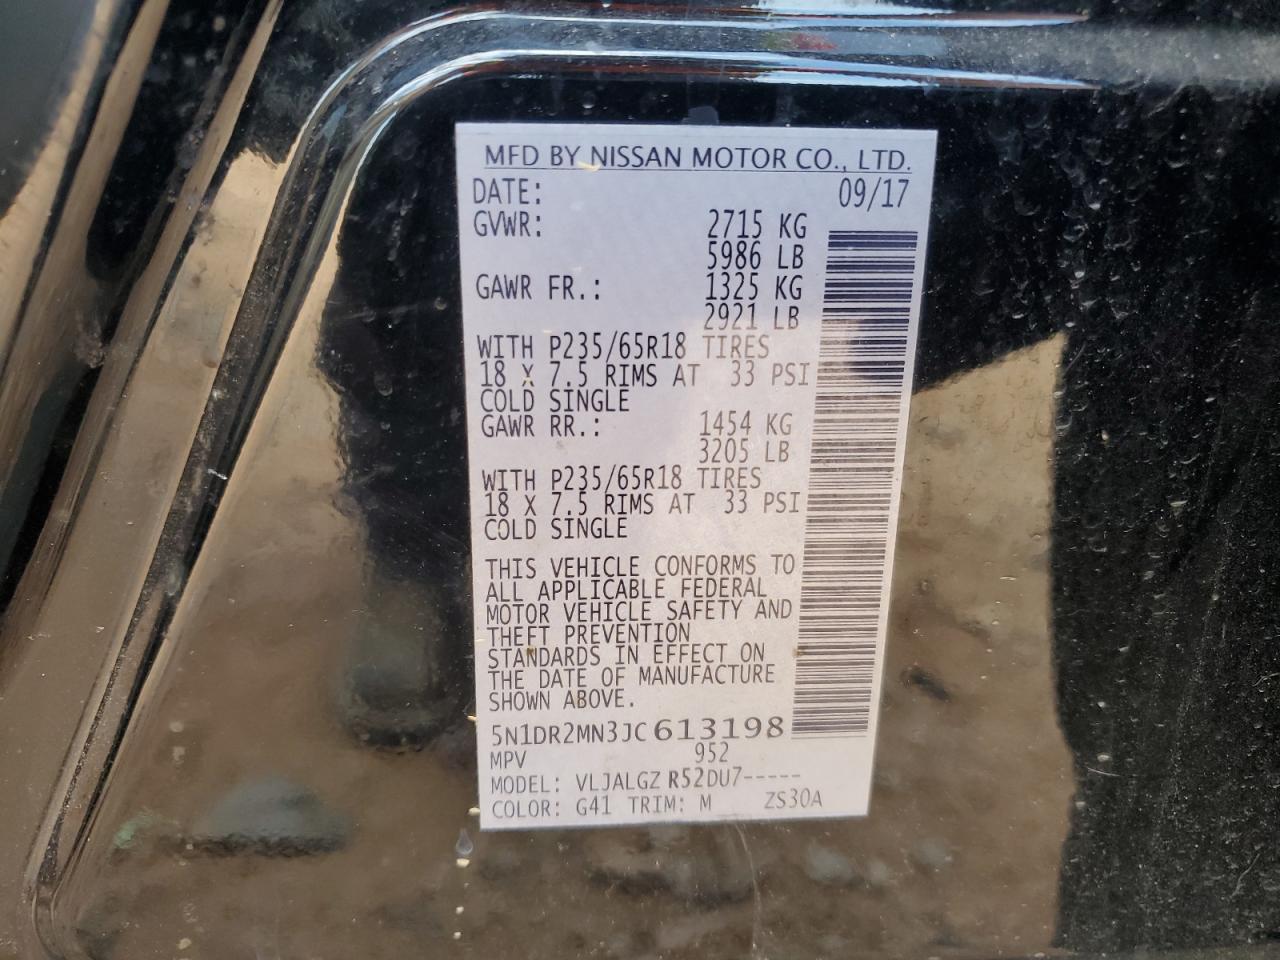 MFD BY NISSAN MOTOR CO., LTD.
DATE: 09/17
GVWR: 2715 KG
5986 LB
GAWR FR.: 1325 KG
2921 LB
WITH P235/65R18 TIRES
18 X 7.5 RIMS AT 33 PSI
COLD SINGLE
GAWR RR.: 1454 KG
3205 LB
WITH P235/65R18 TIRES
18 X 7.5 RIMS AT 33 PSI
COLD SINGLE
THIS VEHICLE CONFORMS TO
ALL APPLICABLE FEDERAL
MOTOR VEHICLE SAFETY AND
THEFT PREVENTION
STANDARDS IN EFFECT ON
THE DATE OF MANUFACTURE
SHOWN ABOVE.
5N1DR2MN3JC613198
MPV 952
MODEL: VLJALGZ R52DU7-----
COLOR: G41 TRIM: M ZS30A